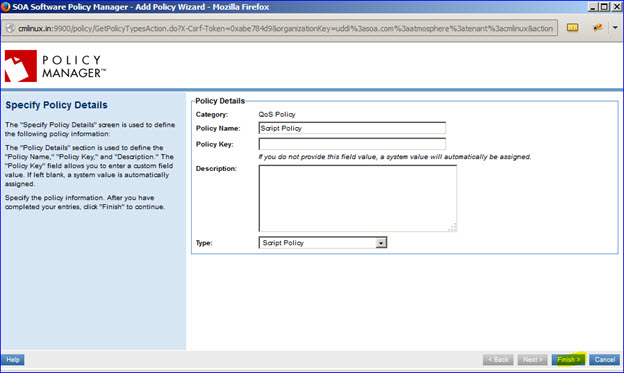 SOA Software Policy Manager - Add Policy Wizard - Mozilla Firefox
cmlinux.in:9900/policy/GetPolicyTypesAction.do?X-Csrf-Token=0xabe784d9&organizationKey=uddi%3asoa.com%3aatmosphere%3atenant%3acmlinux&action
POLICY
MANAGER™
Specify Policy Details
The "Specify Policy Details" screen is used to define
the following policy information:
The "Policy Details" section is used to define the
"Policy Name," "Policy Key," and "Description." The
"Policy Key" field allows you to enter a custom field
value. If left blank, a system value is automatically
assigned.
Specify the policy information. After you have
completed your entries, click "Finish" to continue.
Policy Details
Category: QoS Policy
Policy Name: Script Policy
Policy Key:
If you do not provide this field value, a system value will automatically be assigned.
Description:
Type: Script Policy
Help < Back Next > Finish > Cancel